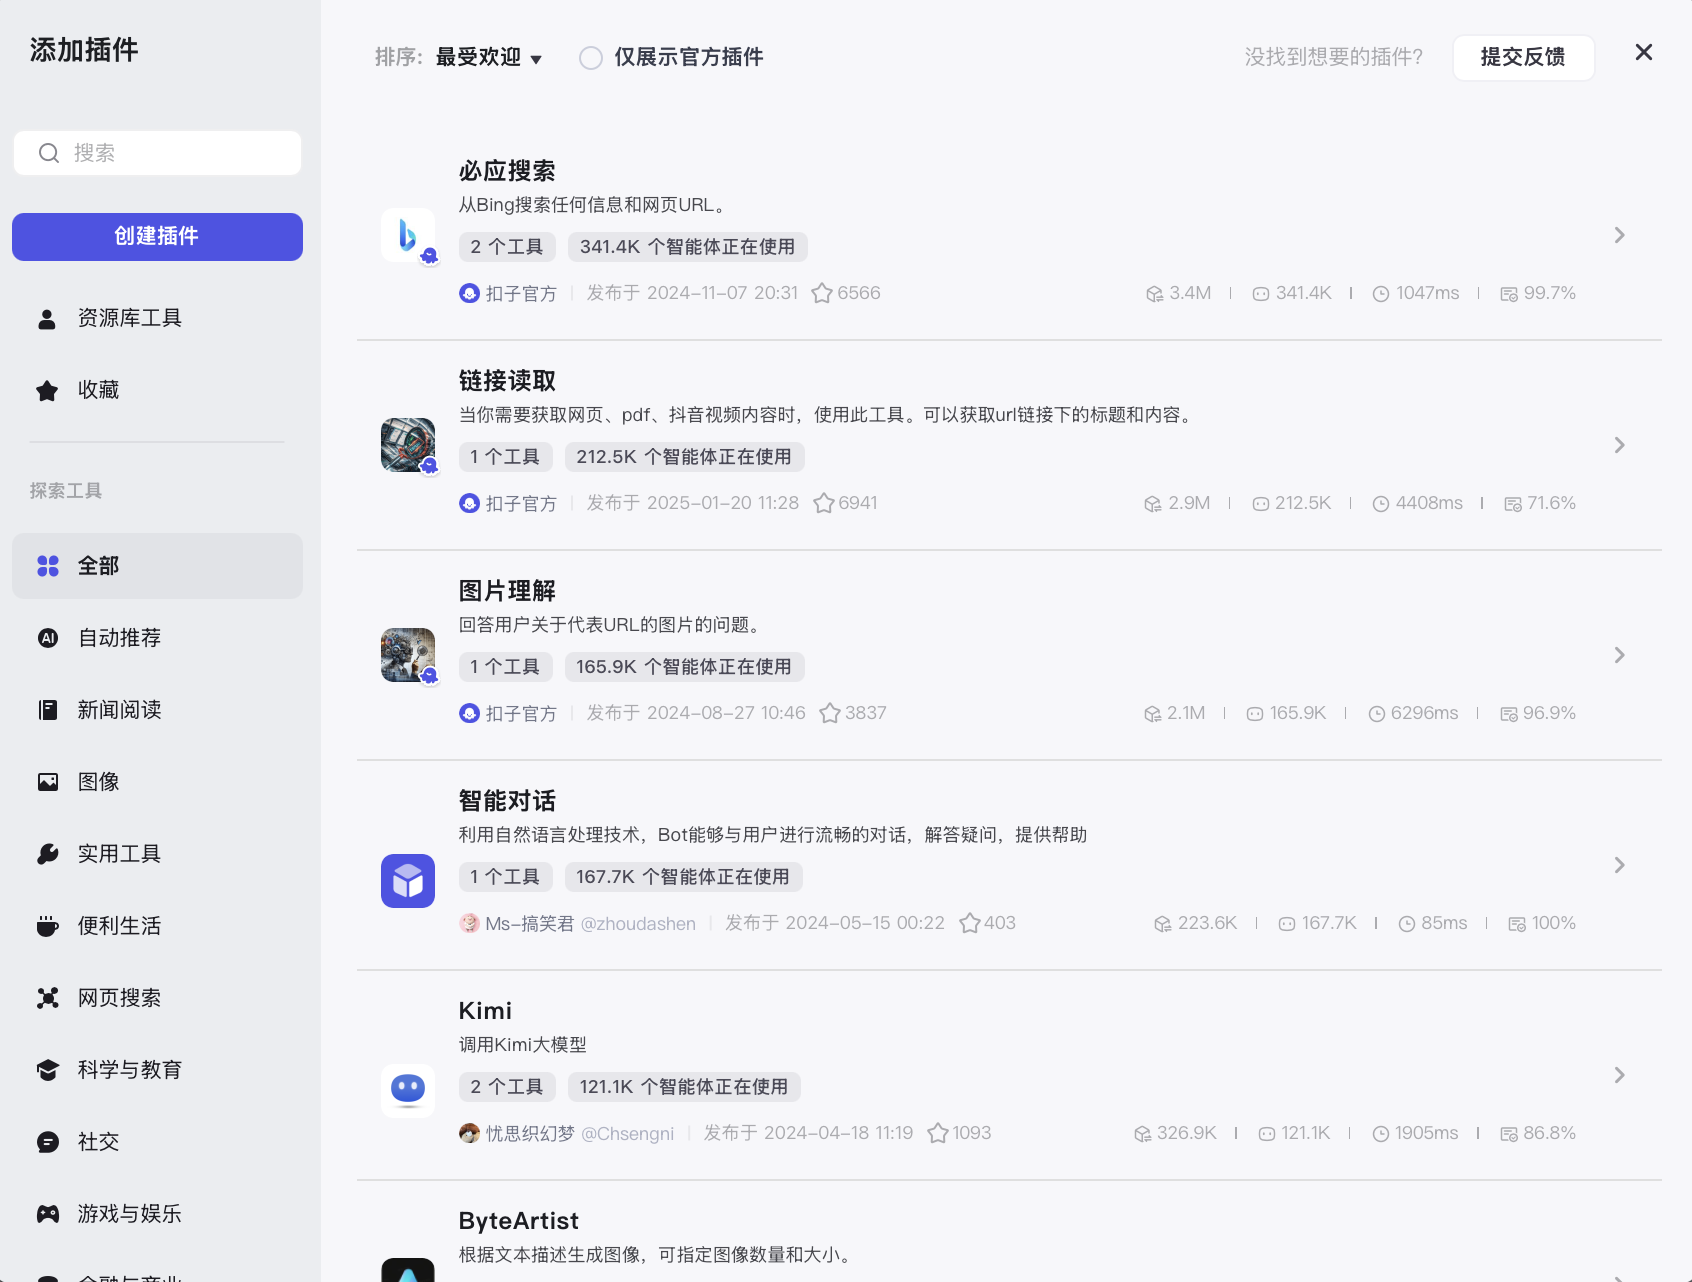 添加插件
搜索
创建插件
资源库工具
收藏
探索工具
全部
自动推荐
新闻阅读
图像
实用工具
便利生活
网页搜索
科学与教育
社交
游戏与娱乐
排序: 最受欢迎 仅展示官方插件 没找到想要的插件? 提交反馈
必应搜索
从Bing搜索任何信息和网页URL。
2 个工具 341.4K 个智能体正在使用
扣子官方 发布于 2024-11-07 20:31 6566 3.4M 341.4K 1047ms 99.7%
链接读取
当你需要获取网页、pdf、抖音视频内容时，使用此工具。可以获取url链接下的标题和内容。
1 个工具 212.5K 个智能体正在使用
扣子官方 发布于 2025-01-20 11:28 6941 2.9M 212.5K 4408ms 71.6%
图片理解
回答用户关于代表URL的图片的问题。
1 个工具 165.9K 个智能体正在使用
扣子官方 发布于 2024-08-27 10:46 3837 2.1M 165.9K 6296ms 96.9%
智能对话
利用自然语言处理技术，Bot能够与用户进行流畅的对话，解答疑问，提供帮助
1 个工具 167.7K 个智能体正在使用
Ms-搞笑君 @zhoudashen 发布于 2024-05-15 00:22 403 223.6K 167.7K 85ms 100%
Kimi
调用Kimi大模型
2 个工具 121.1K 个智能体正在使用
忧思织幻梦 @Chsengni 发布于 2024-04-18 11:19 1093 326.9K 121.1K 1905ms 86.8%
ByteArtist
根据文本描述生成图像，可指定图像数量和大小。